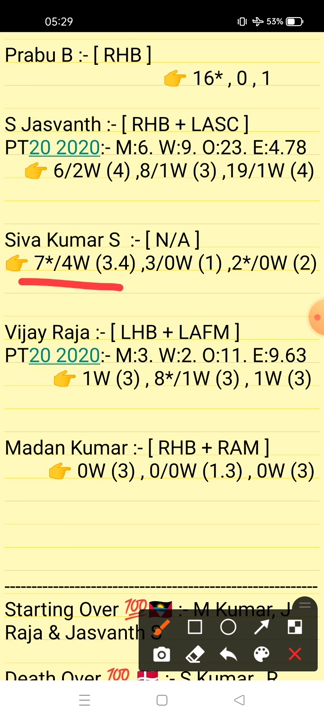 05:29
53%
Prabu B :- [ RHB ]
👉 16* , 0 , 1
S Jasvanth :- [ RHB + LASC ]
PT20 2020:- M:6. W:9. O:23. E:4.78
👉 6/2W (4) ,8/1W (3) ,19/1W (4)
Siva Kumar S :- [ N/A ]
👉 7*/4W (3.4) ,3/0W (1) ,2*/0W (2)
Vijay Raja :- [ LHB + LAFM ]
PT20 2020:- M:3. W:2. O:11. E:9.63
👉 1W (3) , 8*/1W (3) , 1W (3)
Madan Kumar :- [ RHB + RAM ]
👉 0W (3) , 0/0W (1.3) , 0W (3)
Starting Over 💯🇦🇬 :- M Kumar, J
Raja & Jasvanth S
Death Over 💯 :- S Kumar, R